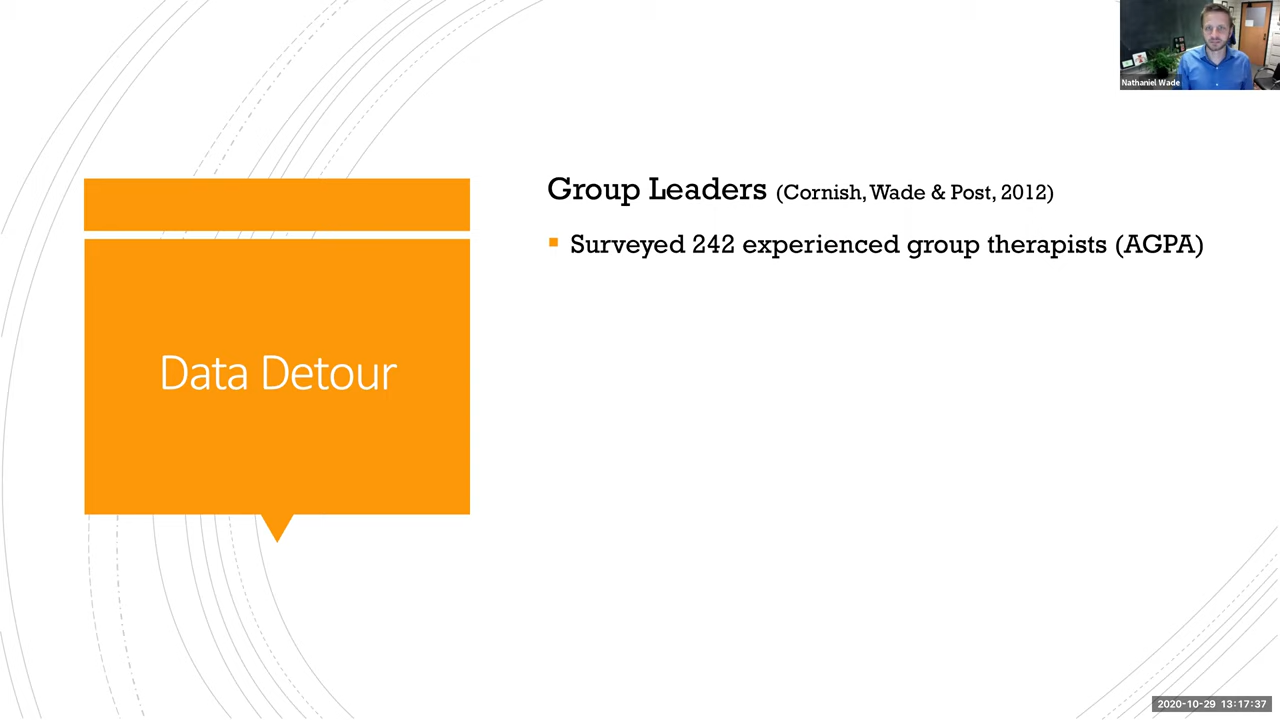 Nathaniel Wade
Data Detour
Group Leaders (Cornish, Wade & Post, 2012)
Surveyed 242 experienced group therapists (AGPA)
2020-10-29 13:17:37